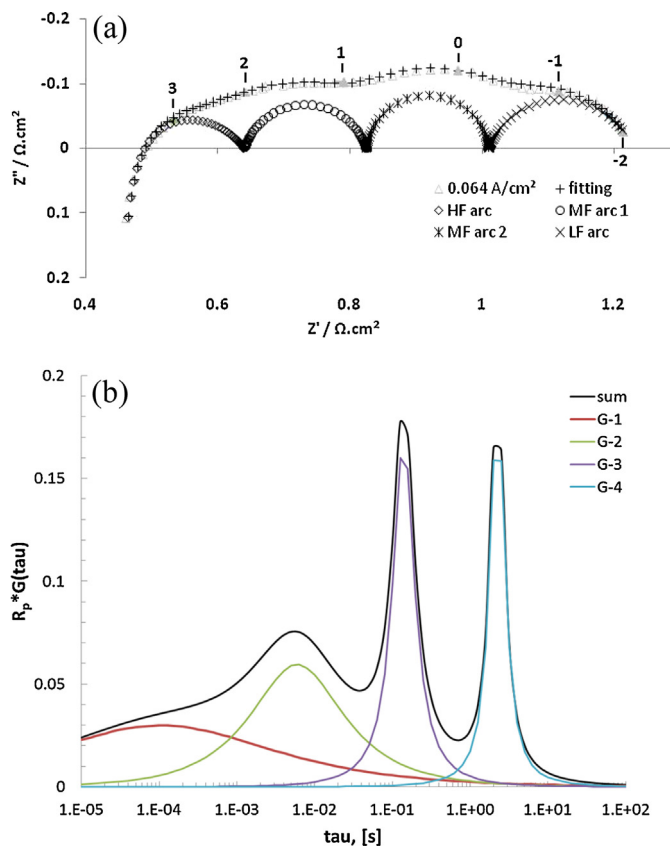 (a)
-0.2
-0.1
0
0.1
0.2
Z'' / Ω.cm²
3
2
1
0
-1
-2
0.064 A/cm²
fitting
HF arc
MF arc 1
MF arc 2
LF arc
0.4
0.6
0.8
1
1.2
Z' / Ω.cm²
(b)
0.2
0.15
0.1
0.05
0
Rp*G(tau)
sum
G-1
G-2
G-3
G-4
1.E-05
1.E-04
1.E-03
1.E-02
1.E-01
1.E+00
1.E+01
1.E+02
tau, [s]